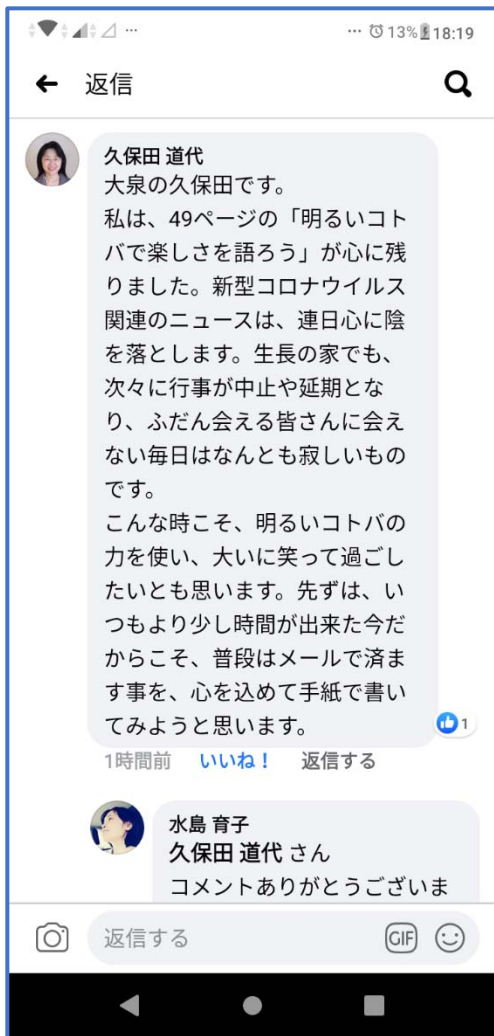 ... ... 13% 18:19
返信
久保田 道代
大泉の久保田です。
私は、49ページの「明るいコト
バで楽しさを語ろう」が心に残
りました。新型コロナウイルス
関連のニュースは、連日心に陰
を落とします。生長の家でも、
次々に行事が中止や延期とな
り、ふだん会える皆さんに会え
ない毎日はなんとも寂しいもの
です。
こんな時こそ、明るいコトバの
力を使い、大いに笑って過ごし
たいとも思います。先ずは、い
つもより少し時間が出来た今だ
からこそ、普段はメールで済ま
す事を、心を込めて手紙で書い
てみようと思います。
1
1時間前 いいね！ 返信する
水島 育子
久保田 道代 さん
コメントありがとうございま
返信する GIF